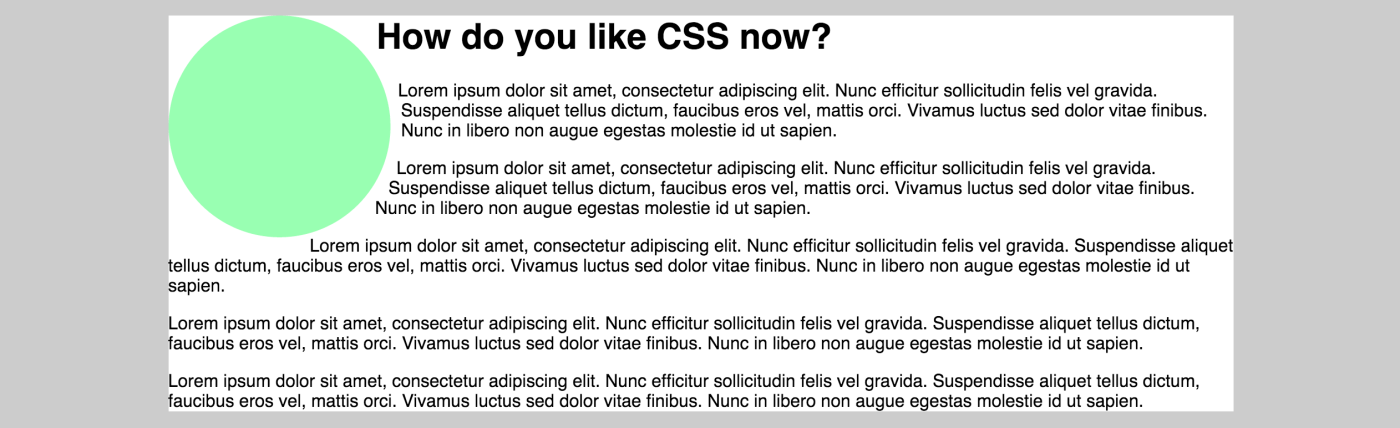 How do you like CSS now?
Lorem ipsum dolor sit amet, consectetur adipiscing elit. Nunc efficitur sollicitudin felis vel gravida.
Suspendisse aliquet tellus dictum, faucibus eros vel, mattis orci. Vivamus luctus sed dolor vitae finibus.
Nunc in libero non augue egestas molestie id ut sapien.
Lorem ipsum dolor sit amet, consectetur adipiscing elit. Nunc efficitur sollicitudin felis vel gravida.
Suspendisse aliquet tellus dictum, faucibus eros vel, mattis orci. Vivamus luctus sed dolor vitae finibus.
Nunc in libero non augue egestas molestie id ut sapien.
Lorem ipsum dolor sit amet, consectetur adipiscing elit. Nunc efficitur sollicitudin felis vel gravida. Suspendisse aliquet
tellus dictum, faucibus eros vel, mattis orci. Vivamus luctus sed dolor vitae finibus. Nunc in libero non augue egestas molestie id ut
sapien.
Lorem ipsum dolor sit amet, consectetur adipiscing elit. Nunc efficitur sollicitudin felis vel gravida. Suspendisse aliquet tellus dictum,
faucibus eros vel, mattis orci. Vivamus luctus sed dolor vitae finibus. Nunc in libero non augue egestas molestie id ut sapien.
Lorem ipsum dolor sit amet, consectetur adipiscing elit. Nunc efficitur sollicitudin felis vel gravida. Suspendisse aliquet tellus dictum,
faucibus eros vel, mattis orci. Vivamus luctus sed dolor vitae finibus. Nunc in libero non augue egestas molestie id ut sapien.